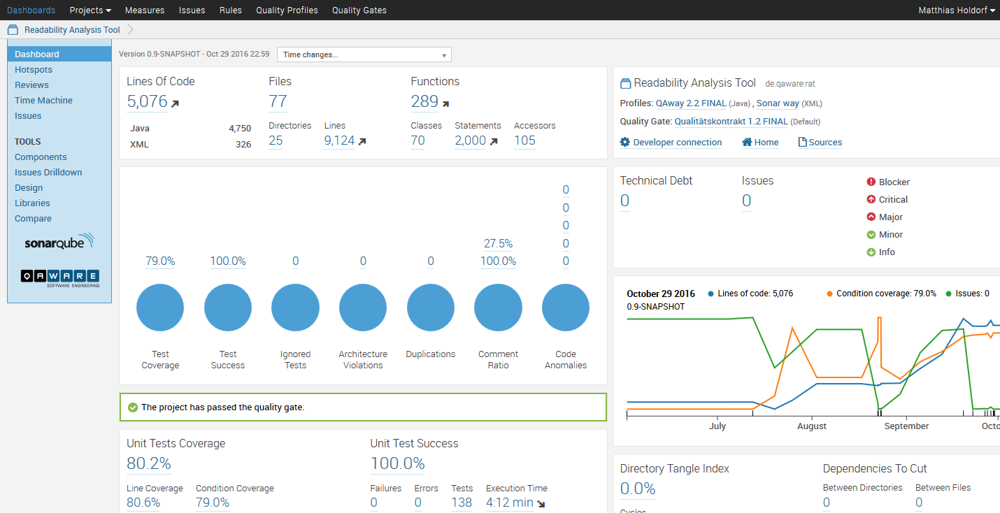 Dashboards Projects Measures Issues Rules Quality Profiles Quality Gates Matthias Holdorf
Readability Analysis Tool
Dashboard
Hotspots
Reviews
Time Machine
Issues
TOOLS
Components
Issues Drilldown
Design
Libraries
Compare
sonarqube
QAWARE
SOFTWARE ENGINEERING
Version 0.9-SNAPSHOT - Oct 29 2016 22:59 Time changes...
Lines Of Code Files Functions
5,076 77 289
Java 4,750 Directories Lines Classes Statements Accessors
XML 326 25 9,124 70 2,000 105
0
0
0
27.5% 0
79.0% 100.0% 0 0 0 100.0% 0
Test Test Ignored Architecture Duplications Comment Code
Coverage Success Tests Violations Ratio Anomalies
The project has passed the quality gate.
Unit Tests Coverage Unit Test Success
80.2% 100.0%
Line Coverage Condition Coverage Failures Errors Tests Execution Time
80.6% 79.0% 0 0 138 4:12 min
Readability Analysis Tool de.qaware:rat
Profiles: QAway 2.2 FINAL (Java) , Sonar way (XML)
Quality Gate: Qualitätskontrakt 1.2 FINAL (Default)
Developer connection Home Sources
Technical Debt Issues
0 0
Blocker
Critical
Major
Minor
Info
October 29 2016 Lines of code: 5,076 Condition coverage: 79.0% Issues: 0
0.9-SNAPSHOT
July August September Octo
Directory Tangle Index Dependencies To Cut
0.0% Between Directories Between Files
Cycles 0 0